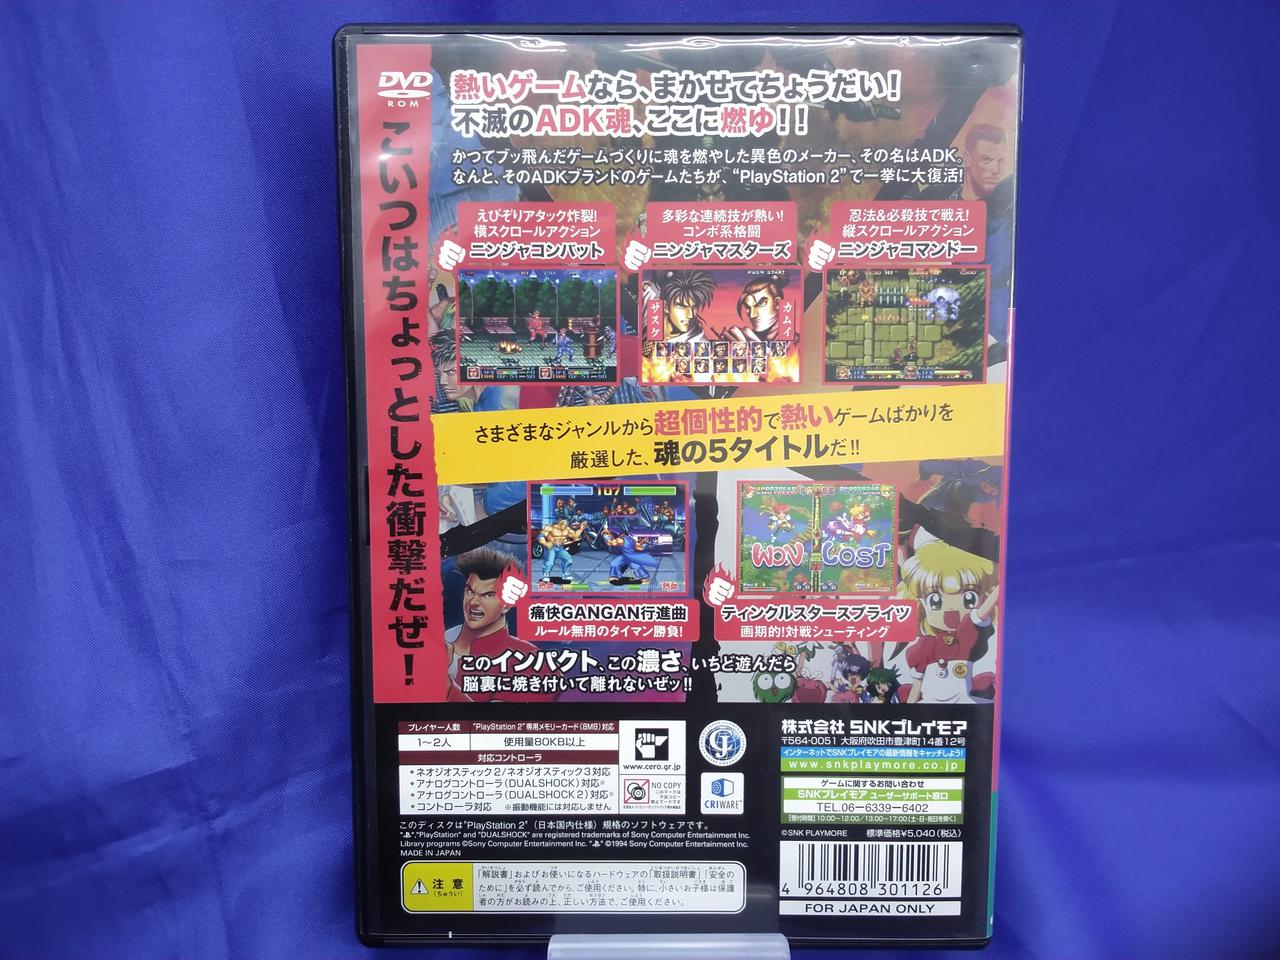 DVD
ROM
こいつはちょっとした衝撃だぜ!
熱いゲームなら、まかせてちょうだい!
不滅のADK魂、ここに燃ゆ!!
かつてブッ飛んだゲームづくりに魂を燃やした異色のメーカー、その名はADK。
なんと、そのADKブランドのゲームたちが、“PlayStation 2”で一挙に大復活!
えびぞりアタック炸裂!
横スクロールアクション
ニンジャコンバット
多彩な連続技が熱い!
コンボ系格闘
ニンジャマスターズ
忍法&必殺技で戦え!
縦スクロールアクション
ニンジャコマンドー
サスケ
カムイ
さまざまなジャンルから超個性的で熱いゲームばかりを
厳選した、魂の5タイトルだ!!
WON LOST
痛快GANGAN行進曲
ルール無用のタイマン勝負!
ティンクルスタースプライツ
画期的!対戦シューティング
このインパクト、この濃さ、いちど遊んだら
脳裏に焼き付いて離れないぜッ!!
プレイヤー人数
1〜2人
"PlayStation 2"専用メモリーカード(8MB)対応
使用量80KB以上
対応コントローラ
•ネオジオスティック2/ネオジオスティック3対応
•アナログコントローラ(DUALSHOCK)対応※
•アナログコントローラ(DUALSHOCK 2)対応※
•コントローラ対応 ※振動機能には対応しません
www.cero.gr.jp
NO COPY
CRIWARE
株式会社 SNKプレイモア
〒564-0051 大阪府吹田市豊津町14番12号
インターネットでSNKプレイモアの最新情報をキャッチしよう!
www.snkplaymore.co.jp
ゲームに関するお問い合わせ
SNKプレイモア ユーザーサポート窓口
TEL.06-6339-6402
【受付時間】10:00〜12:00/13:00〜17:00(土・日・祝日を除く)
©SNK PLAYMORE 標準価格¥5,040(税込)
このディスクは"PlayStation 2"(日本国内仕様)規格のソフトウェアです。
"PlayStation" and "DUALSHOCK" are registered trademarks of Sony Computer Entertainment Inc.
Library programs ©Sony Computer Entertainment Inc. ©1994 Sony Computer Entertainment Inc.
MADE IN JAPAN
注意
(ちゅうい)
「解説書」およびお使いになるハードウェアの「取扱説明書」「安全の
ために」を必ず読んでから、ご使用ください。特に、小さいお子様は保護
者の方がお読みの上、正しい方法で、ご使用ください。
4 964808 301126
FOR JAPAN ONLY